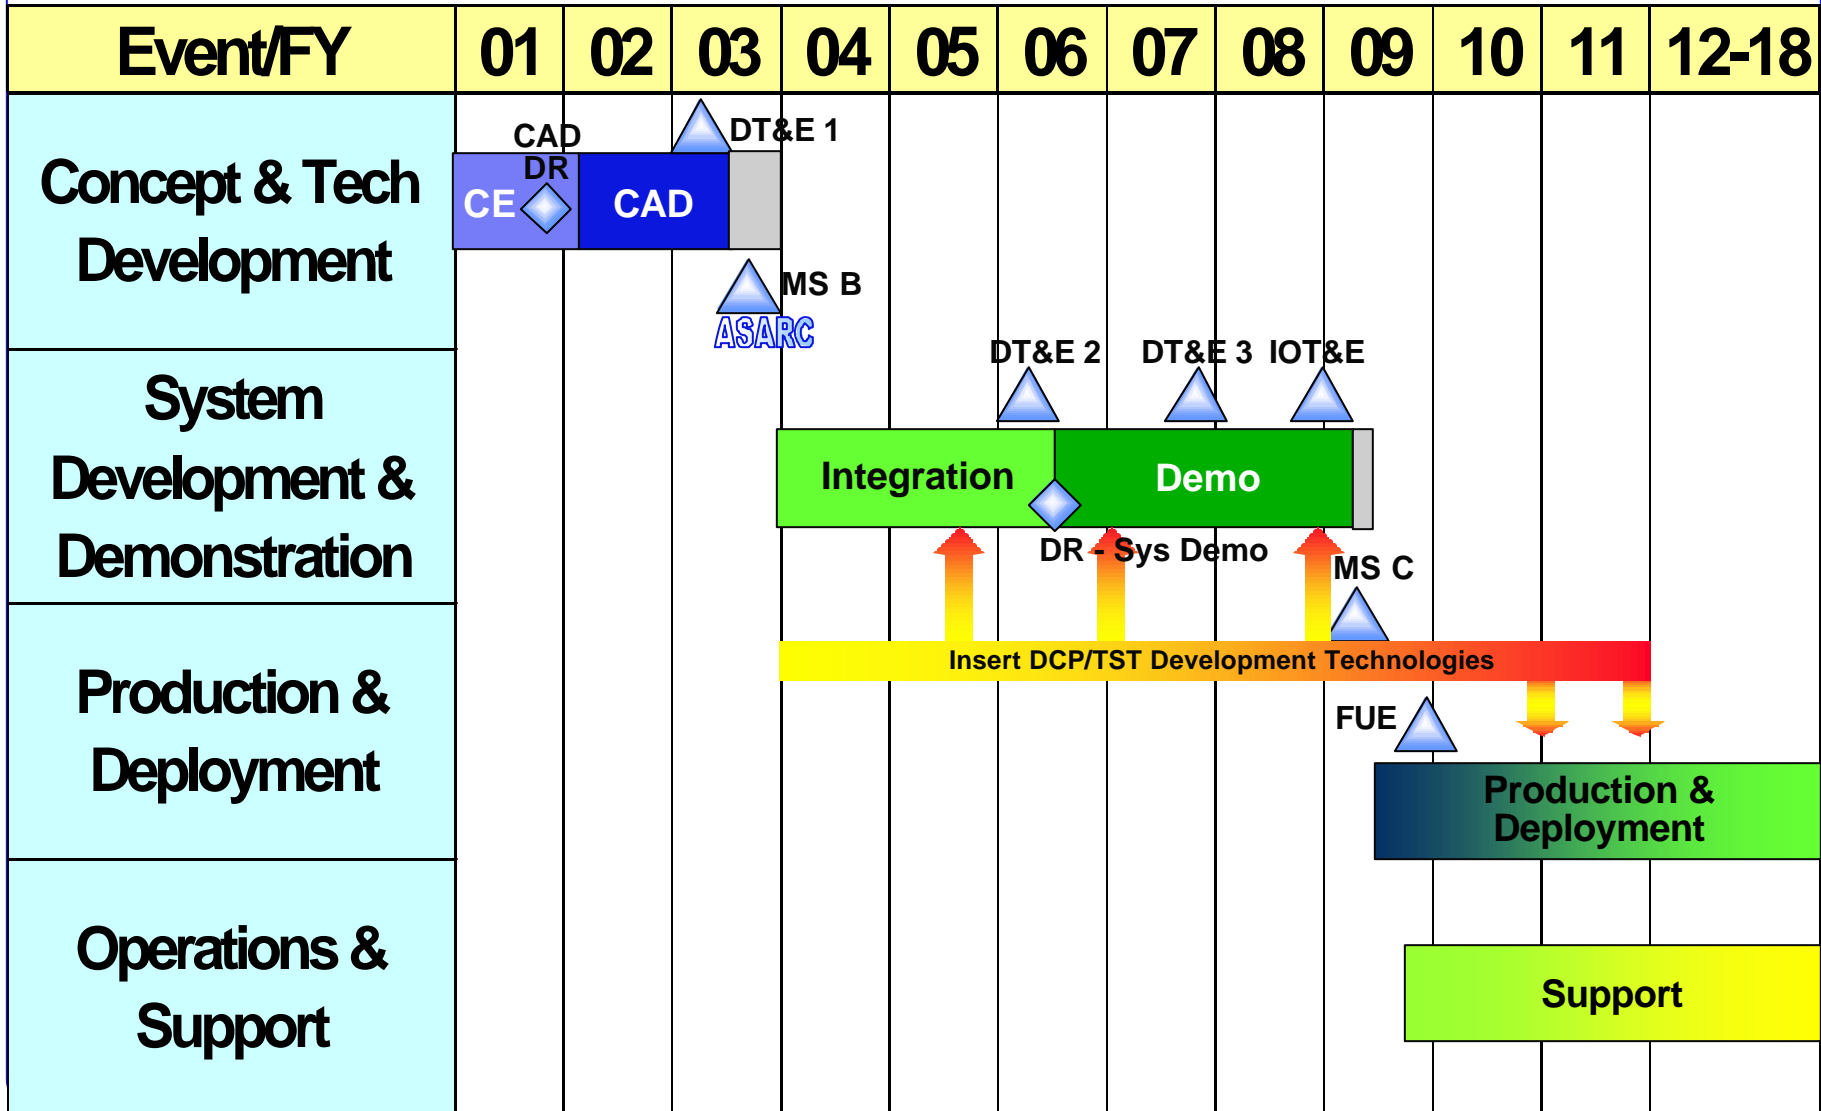 Event/FY 01 02 03 04 05 06 07 08 09 10 11 12-18
Concept & Tech
Development
CAD
DR
CE
CAD
DT&E 1
MS B
ASARC
System
Development &
Demonstration
DT&E 2
DT&E 3
IOT&E
Integration
Demo
DR - Sys Demo
MS C
Insert DCP/TST Development Technologies
Production &
Deployment
FUE
Production &
Deployment
Operations &
Support
Support